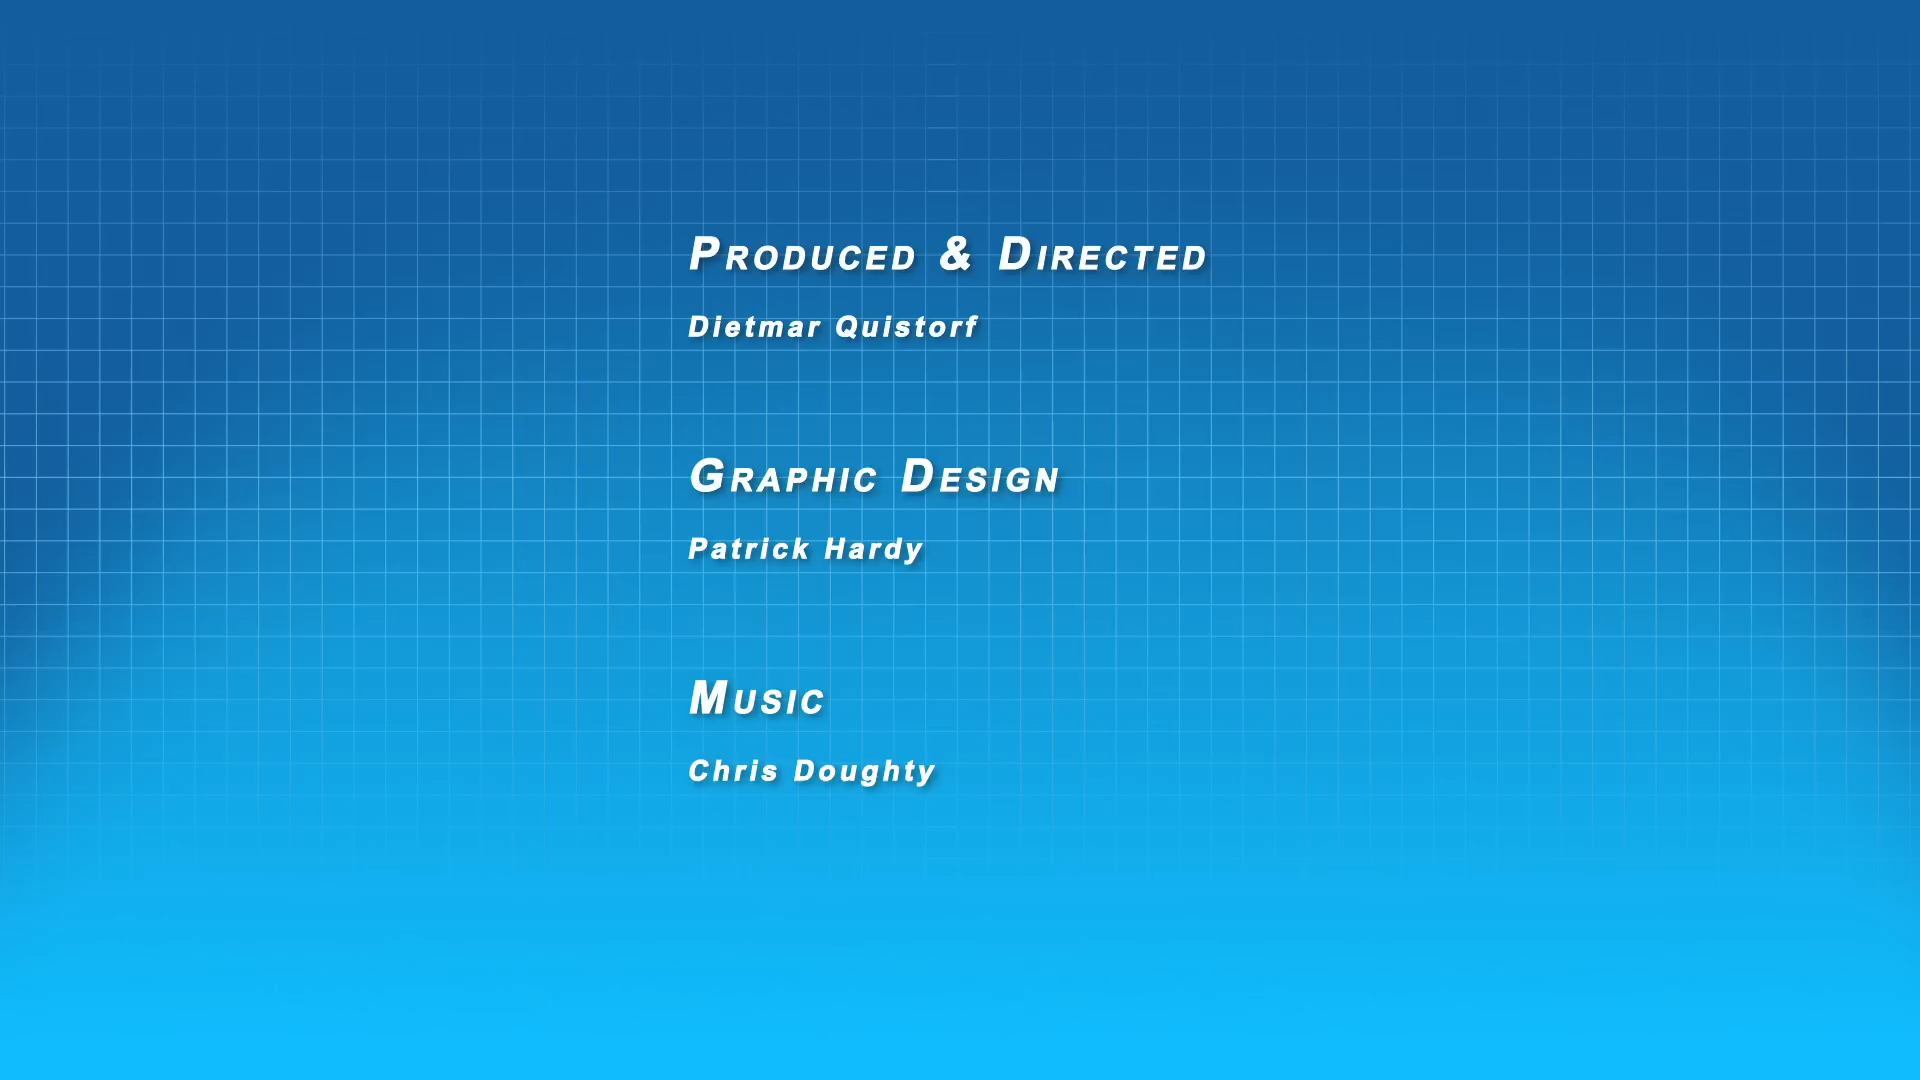 Produced & Directed
Dietmar Quistorf
Graphic Design
Patrick Hardy
Music
Chris Doughty